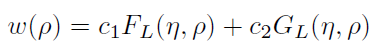 w(ρ) = c₁F_L(η, ρ) + c₂G_L(η, ρ)